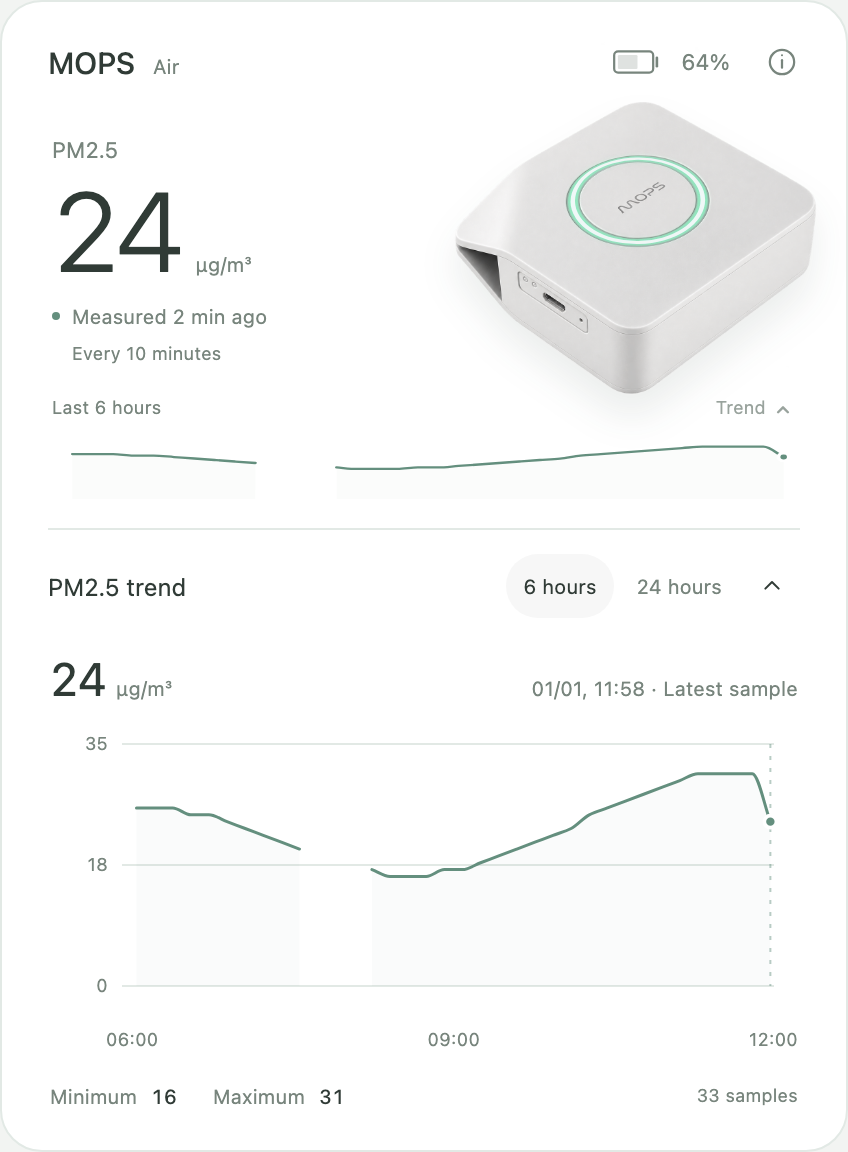 MOPS Air 64%
MOPS
PM2.5
24 µg/m³
Measured 2 min ago
Every 10 minutes
Last 6 hours Trend
PM2.5 trend 6 hours 24 hours
24 µg/m³ 01/01, 11:58 · Latest sample
35
18
0
06:00 09:00 12:00
Minimum 16 Maximum 31 33 samples